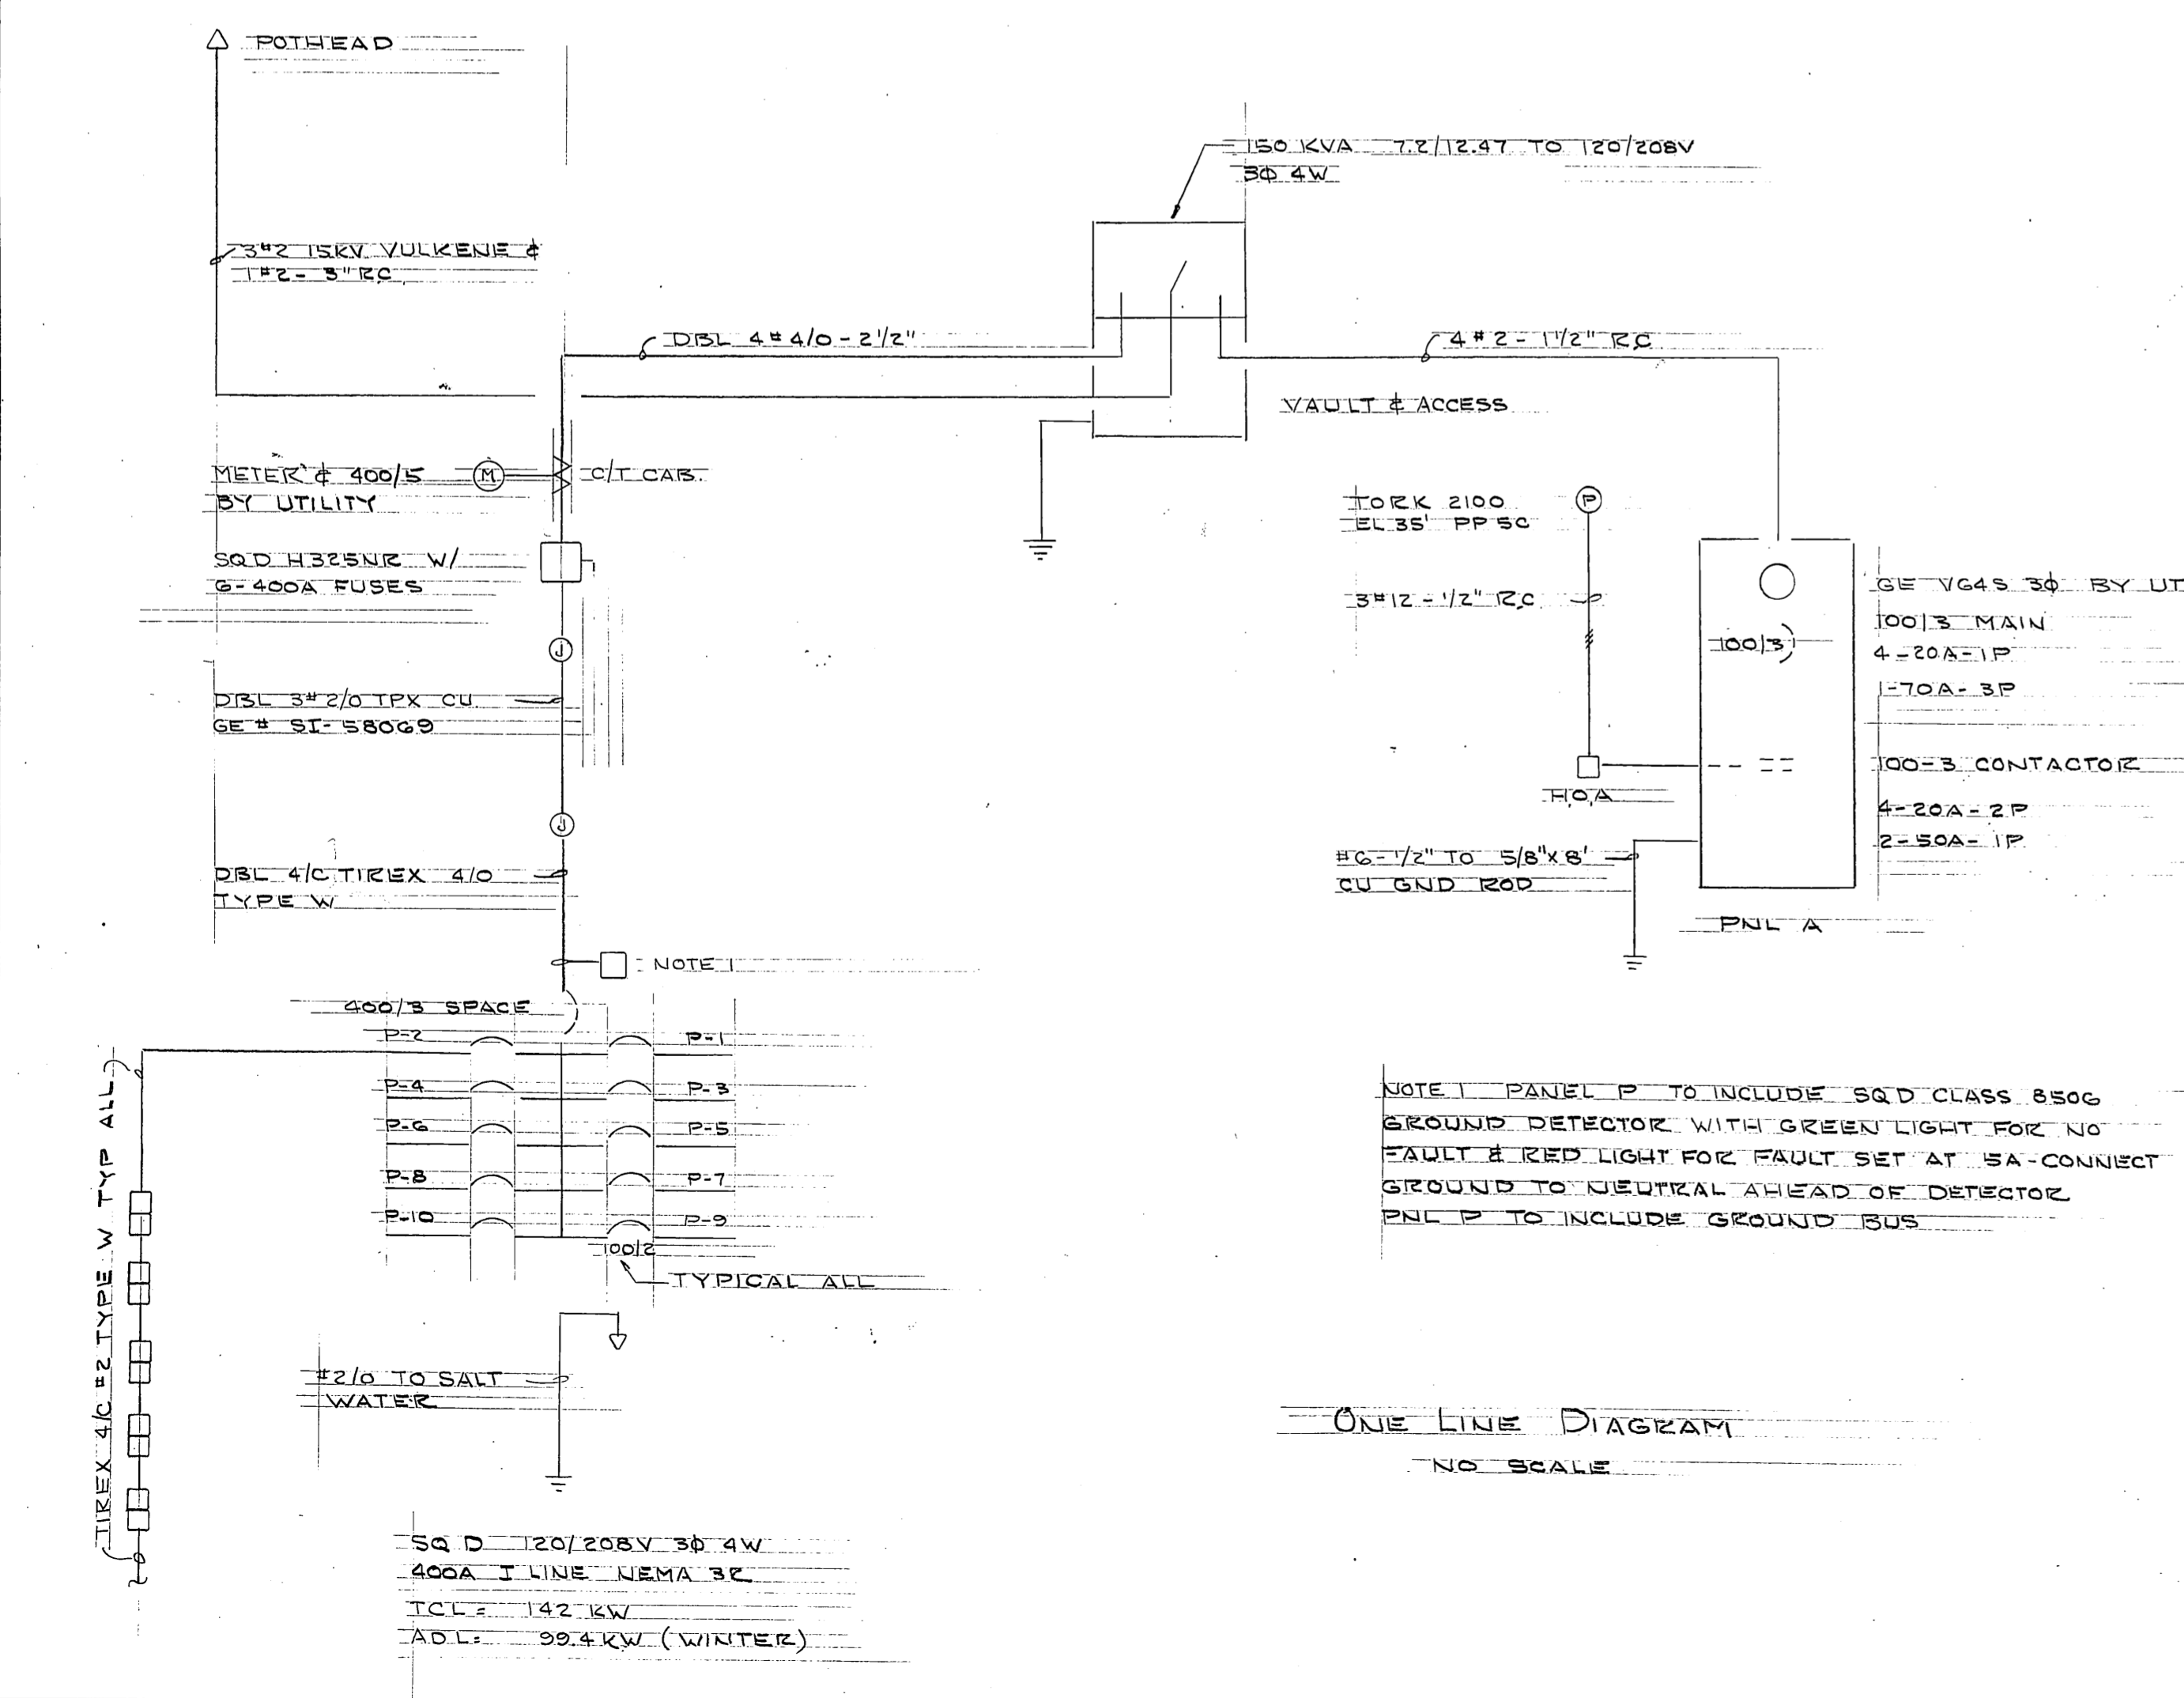 POTHEAD
150 KVA 7.2/12.47 TO 120/208V
3Φ 4W
3#2 15KV VULKENE &
1#2 - 3" RC
DBL 4#4/0 - 2 1/2"
4#2 - 1 1/2" RC
VAULT & ACCESS
METER & 400/5
BY UTILITY
M
C/T CAB.
SQD H325NR W/
6-400A FUSES
J
DBL 3#2/0 TPX CU
GE # SI-58069
J
DBL 4/C TIREX 4/0
TYPE W
NOTE 1
TORK 2100
EL 35' PP 5C
P
3#12 - 1/2" RC
H.O.A
#6 - 1/2" TO 5/8" X 8'
CU GND ROD
100/3
GE VG4S 3Φ BY UT
100/3 MAIN
4-20A-1P
1-70A-3P
100-3 CONTACTOR
4-20A-2P
2-50A-1P
PNL A
400/3 SPACE
P-2 P-1
P-4 P-3
P-6 P-5
P-8 P-7
P-10 P-9
100/2
TYPICAL ALL
TIREX 4/C #2 TYPE W TYP ALL
#2/0 TO SALT
WATER
NOTE 1 PANEL P TO INCLUDE SQD CLASS 8506
GROUND DETECTOR WITH GREEN LIGHT FOR NO
FAULT & RED LIGHT FOR FAULT SET AT 5A-CONNECT
GROUND TO NEUTRAL AHEAD OF DETECTOR
PNL P TO INCLUDE GROUND BUS
ONE LINE DIAGRAM
NO SCALE
SQ D 120/208V 3Φ 4W
400A I LINE NEMA 3R
TCL = 142 KW
ADL = 99.4 KW (WINTER)